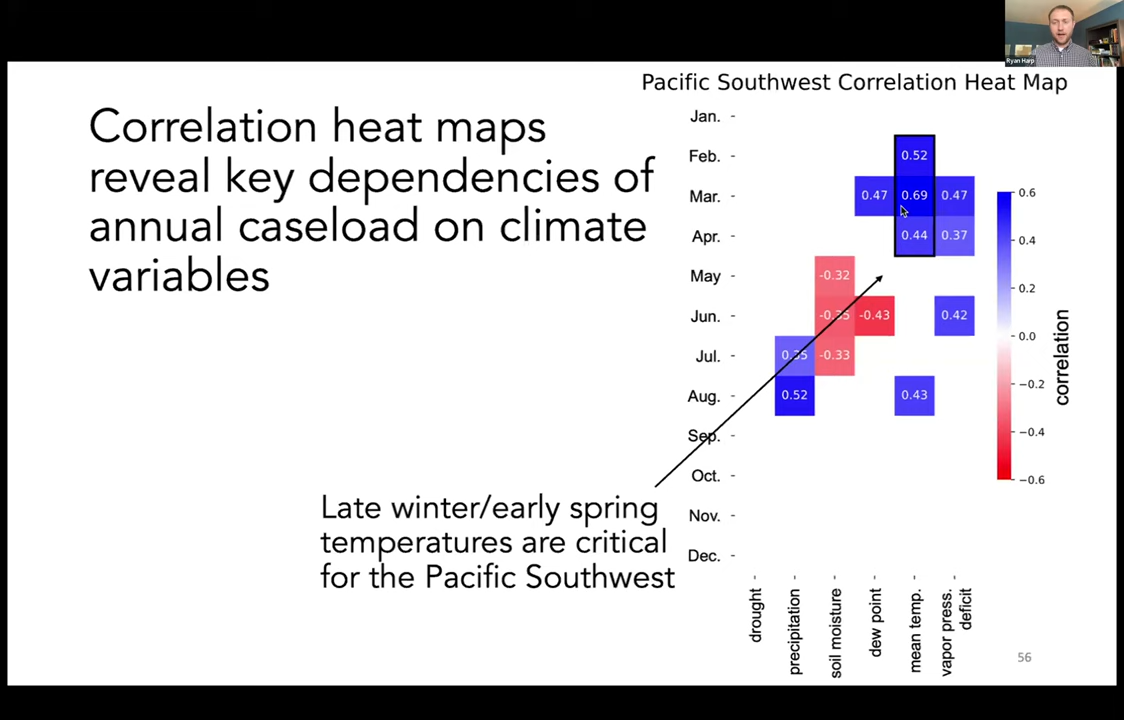 Ryan Harp
Correlation heat maps
reveal key dependencies of
annual caseload on climate
variables
Late winter/early spring
temperatures are critical
for the Pacific Southwest
Pacific Southwest Correlation Heat Map
Jan.
Feb.
0.52
Mar.
0.47 0.69 0.47
Apr.
0.44 0.37
May
-0.32
Jun.
-0.35 -0.43 0.42
Jul.
0.35 -0.33
Aug.
0.52 0.43
Sep.
Oct.
Nov.
Dec.
drought
precipitation
soil moisture
dew point
mean temp.
vapor press.
deficit
0.6
0.4
0.2
0.0
−0.2
−0.4
−0.6
correlation
56